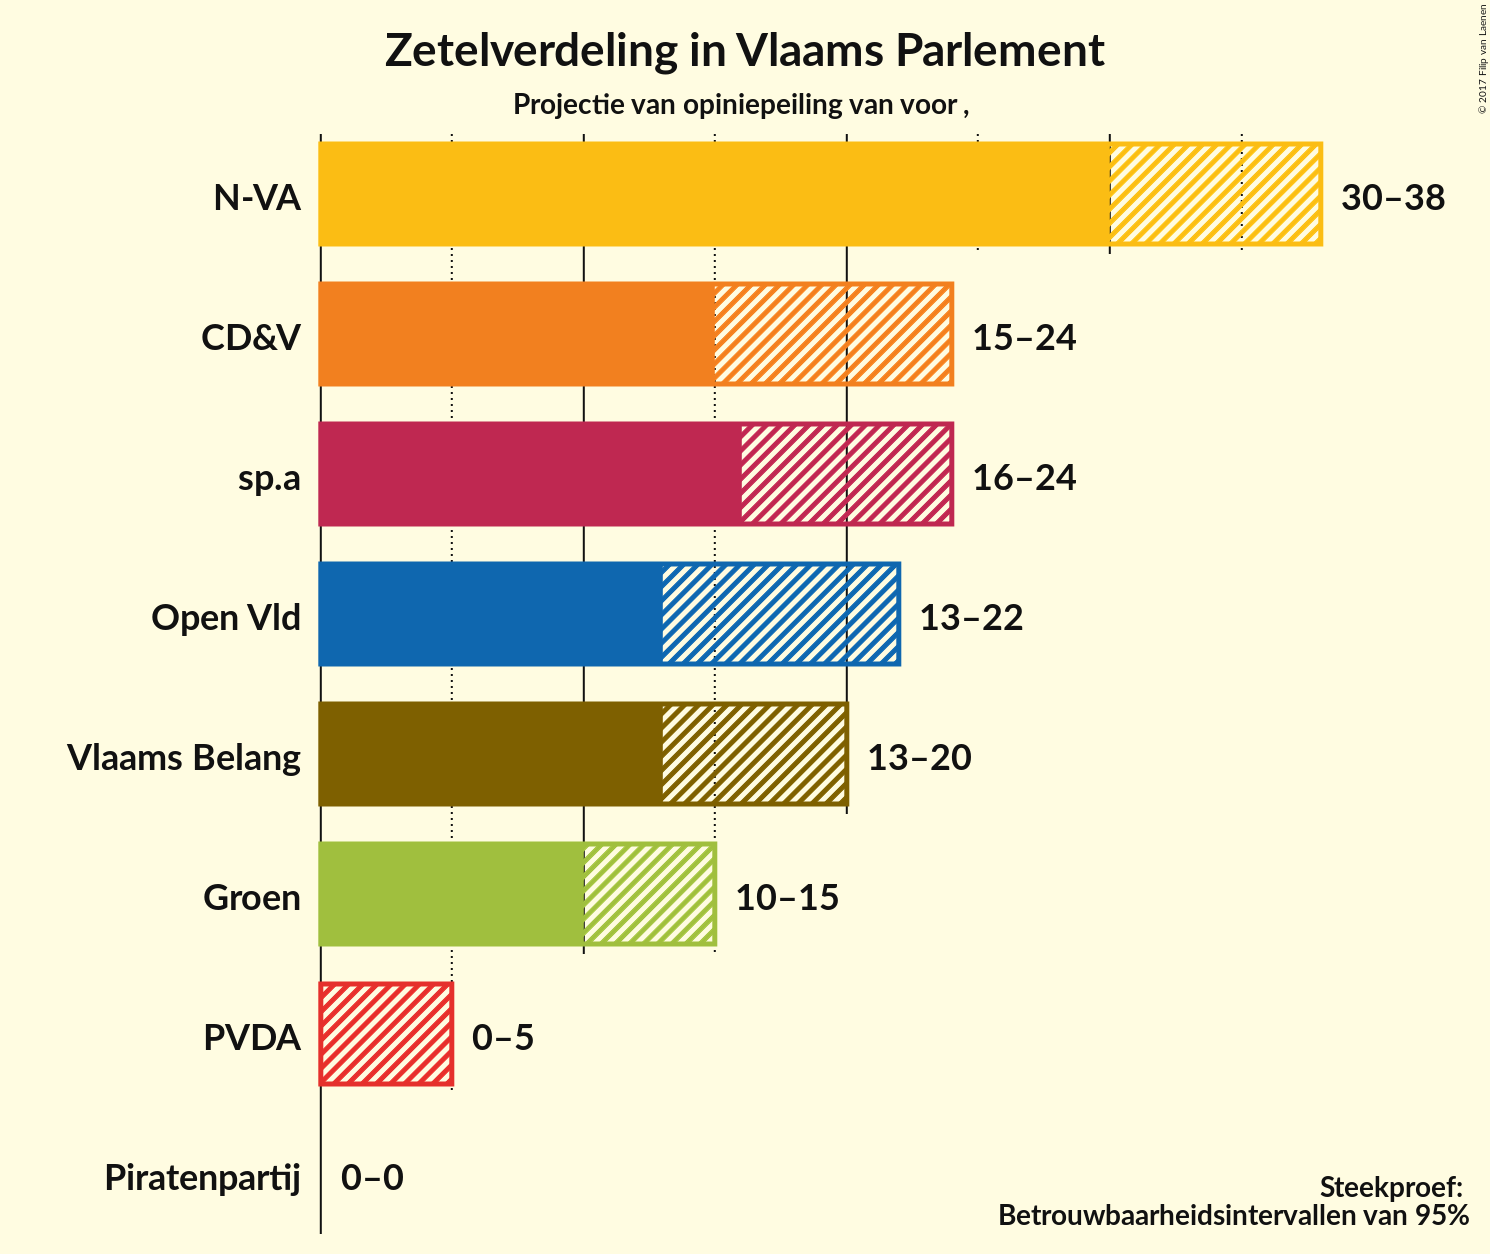 Zetelverdeling in Vlaams Parlement
Projectie van opiniepeiling van voor ,
© 2017 Filip van Laenen
N-VA 30–38
CD&V 15–24
sp.a 16–24
Open Vld 13–22
Vlaams Belang 13–20
Groen 10–15
PVDA 0–5
Piratenpartij 0–0
Steekproef:
Betrouwbaarheidsintervallen van 95%